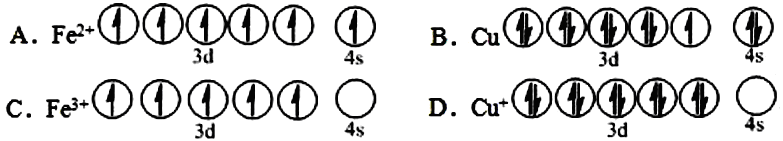 A. Fe²⁺ 3d 4s
B. Cu 3d 4s
C. Fe³⁺ 3d 4s
D. Cu⁺ 3d 4s